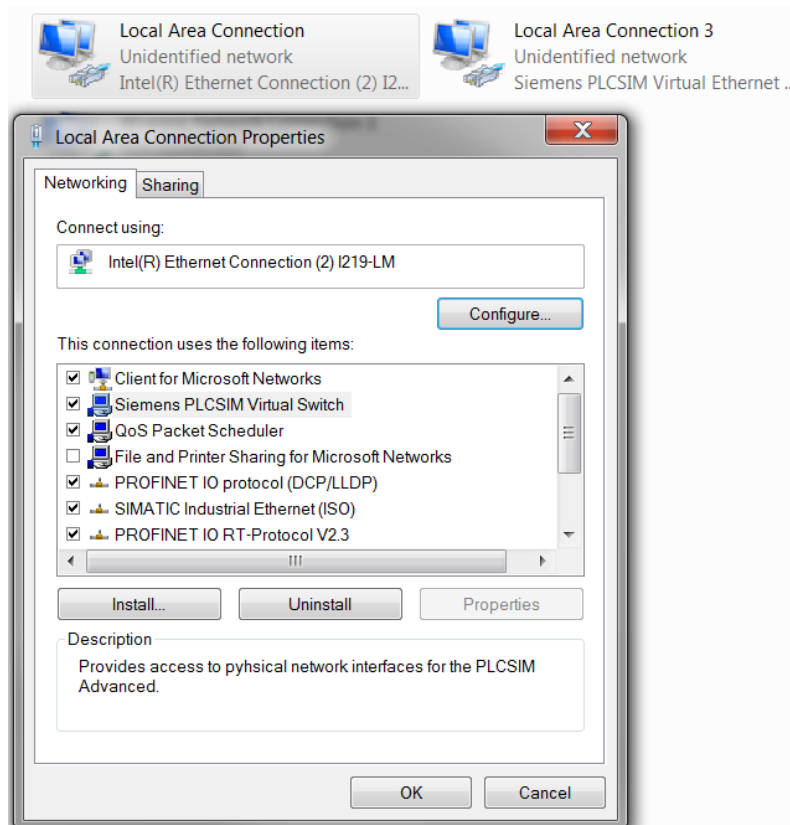 Local Area Connection
Unidentified network
Intel(R) Ethernet Connection (2) I2...
Local Area Connection 3
Unidentified network
Siemens PLCSIM Virtual Ethernet ..
Local Area Connection Properties
Networking
Sharing
Connect using:
Intel(R) Ethernet Connection (2) I219-LM
Configure...
This connection uses the following items:
Client for Microsoft Networks
Siemens PLCSIM Virtual Switch
QoS Packet Scheduler
File and Printer Sharing for Microsoft Networks
PROFINET IO protocol (DCP/LLDP)
SIMATIC Industrial Ethernet (ISO)
PROFINET IO RT-Protocol V2.3
Install...
Uninstall
Properties
Description
Provides access to pyhsical network interfaces for the PLCSIM
Advanced.
OK
Cancel